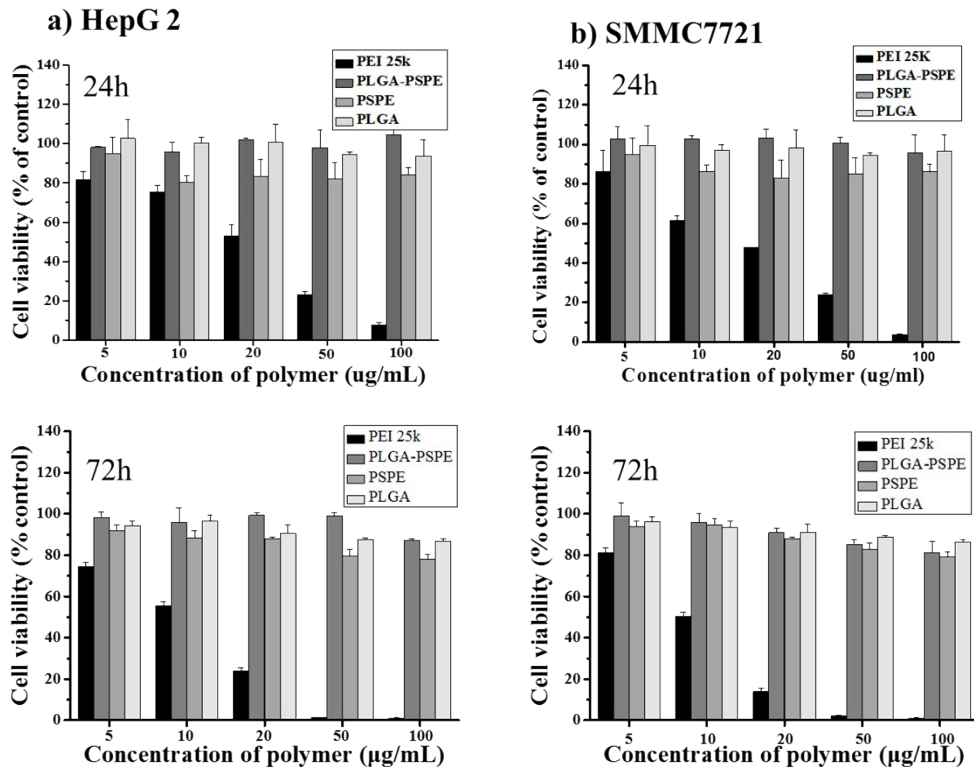 a) HepG 2
24h
PEI 25k
PLGA-PSPE
PSPE
PLGA
Cell viability (% of control)
140
120
100
80
60
40
20
0
5 10 20 50 100
Concentration of polymer (ug/mL)
b) SMMC7721
24h
PEI 25K
PLGA-PSPE
PSPE
PLGA
Cell viability (% of control)
140
120
100
80
60
40
20
0
5 10 20 50 100
Concentration of polymer (ug/ml)
72h
PEI 25k
PLGA-PSPE
PSPE
PLGA
Cell viability (% control)
140
120
100
80
60
40
20
0
5 10 20 50 100
Concentration of polymer (µg/mL)
72h
PEI 25k
PLGA-PSPE
PSPE
PLGA
Cell viability (% control)
140
120
100
80
60
40
20
0
5 10 20 50 100
Concentration of polymer (µg/mL)